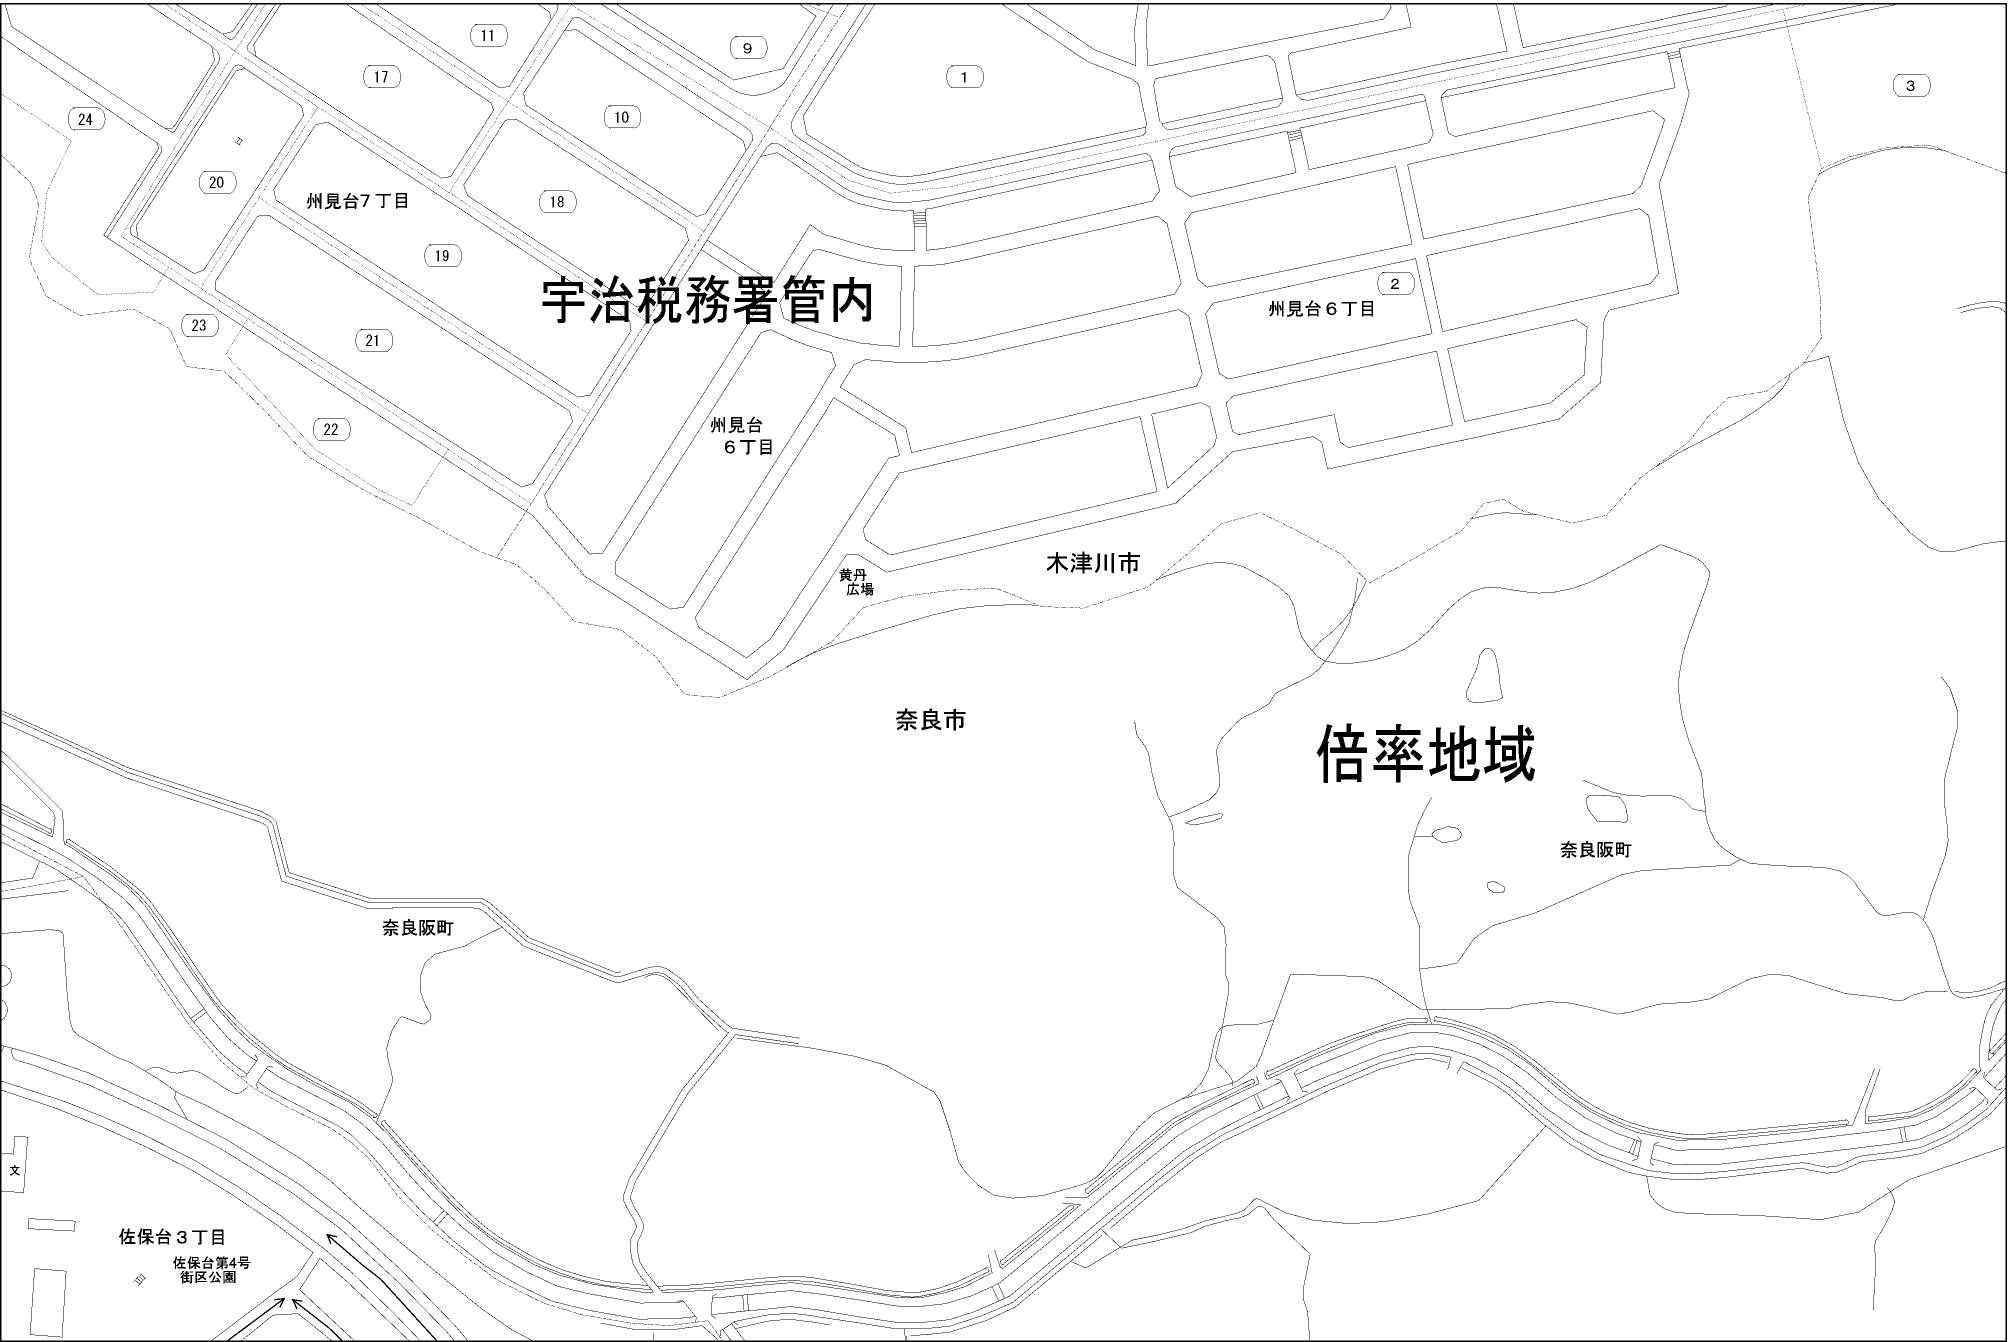 11
9
17
1
3
24
10
20
州見台7丁目
18
19
宇治税務署管内
2
州見台6丁目
23
21
22
州見台
6丁目
木津川市
黄丹
広場
奈良市
倍率地域
奈良阪町
奈良阪町
文
佐保台3丁目
佐保台第4号
街区公園